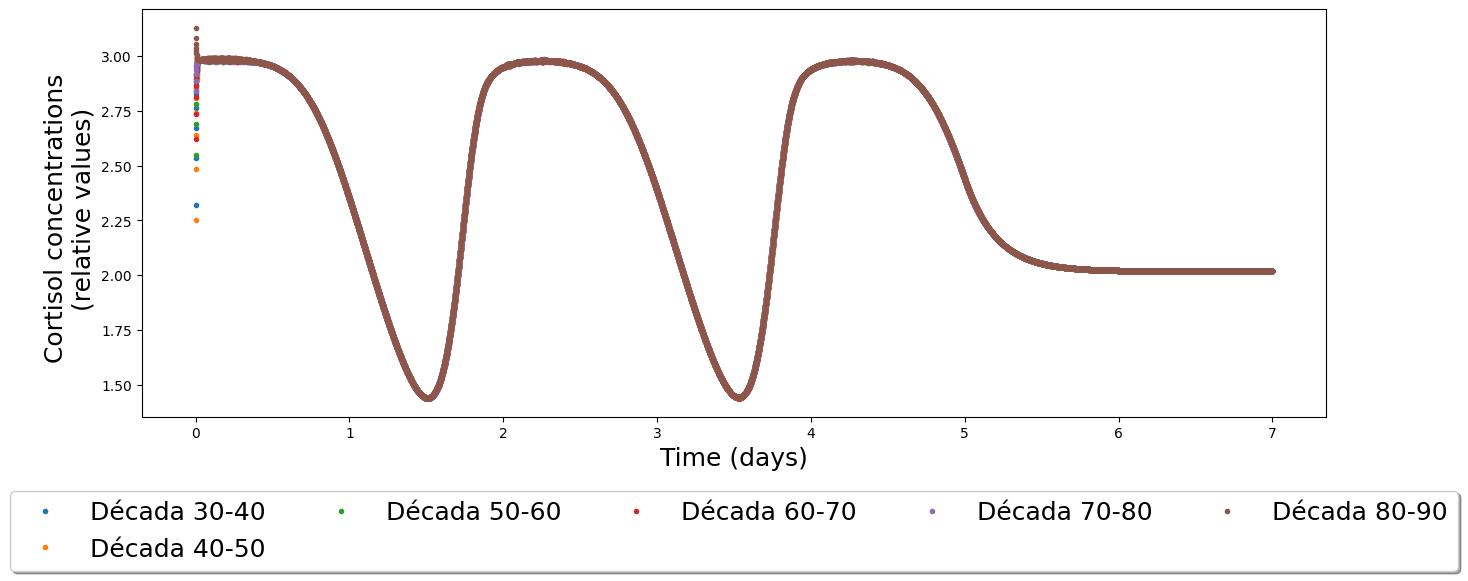 3.00
2.75
2.50
2.25
2.00
1.75
1.50
Cortisol concentrations
(relative values)
0 1 2 3 4 5 6 7
Time (days)
Década 30-40 Década 50-60 Década 60-70 Década 70-80 Década 80-90
Década 40-50